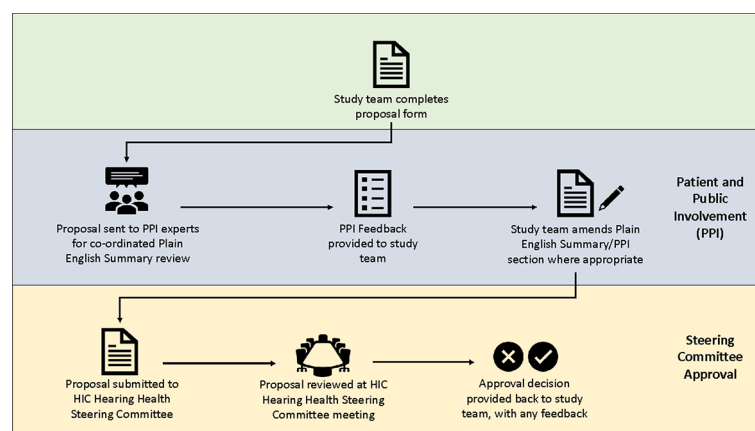 Study team completes
proposal form
Proposal sent to PPI experts
for co-ordinated Plain
English Summary review
PPI Feedback
provided to study
team
Study team amends Plain
English Summary/PPI
section where appropriate
Patient and
Public
Involvement
(PPI)
Proposal submitted to
HIC Hearing Health
Steering Committee
Proposal reviewed at HIC
Hearing Health Steering
Committee meeting
Approval decision
provided back to study
team, with any feedback
Steering
Committee
Approval